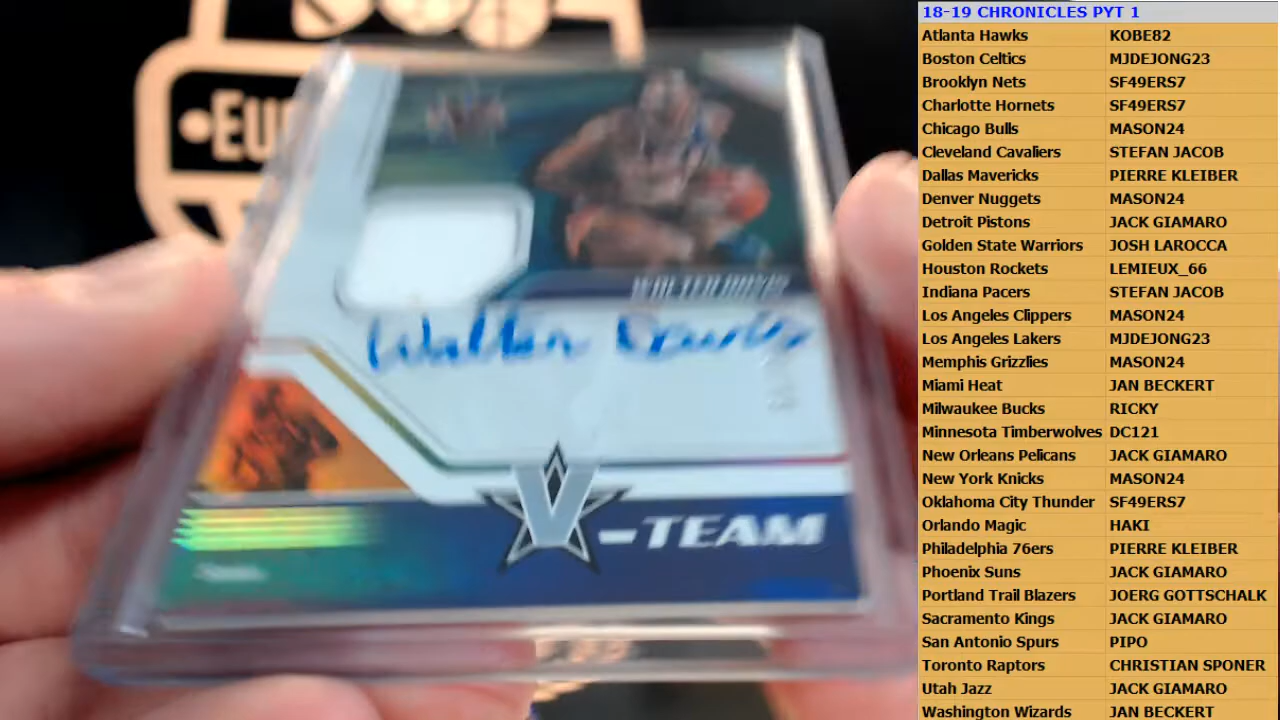 EU
WALTER DAVIS
Walter Davis
V-TEAM
18-19 CHRONICLES PYT 1
Atlanta Hawks KOBE82
Boston Celtics MJDEJONG23
Brooklyn Nets SF49ERS7
Charlotte Hornets SF49ERS7
Chicago Bulls MASON24
Cleveland Cavaliers STEFAN JACOB
Dallas Mavericks PIERRE KLEIBER
Denver Nuggets MASON24
Detroit Pistons JACK GIAMARO
Golden State Warriors JOSH LAROCCA
Houston Rockets LEMIEUX_66
Indiana Pacers STEFAN JACOB
Los Angeles Clippers MASON24
Los Angeles Lakers MJDEJONG23
Memphis Grizzlies MASON24
Miami Heat JAN BECKERT
Milwaukee Bucks RICKY
Minnesota Timberwolves DC121
New Orleans Pelicans JACK GIAMARO
New York Knicks MASON24
Oklahoma City Thunder SF49ERS7
Orlando Magic HAKI
Philadelphia 76ers PIERRE KLEIBER
Phoenix Suns JACK GIAMARO
Portland Trail Blazers JOERG GOTTSCHALK
Sacramento Kings JACK GIAMARO
San Antonio Spurs PIPO
Toronto Raptors CHRISTIAN SPONER
Utah Jazz JACK GIAMARO
Washington Wizards JAN BECKERT